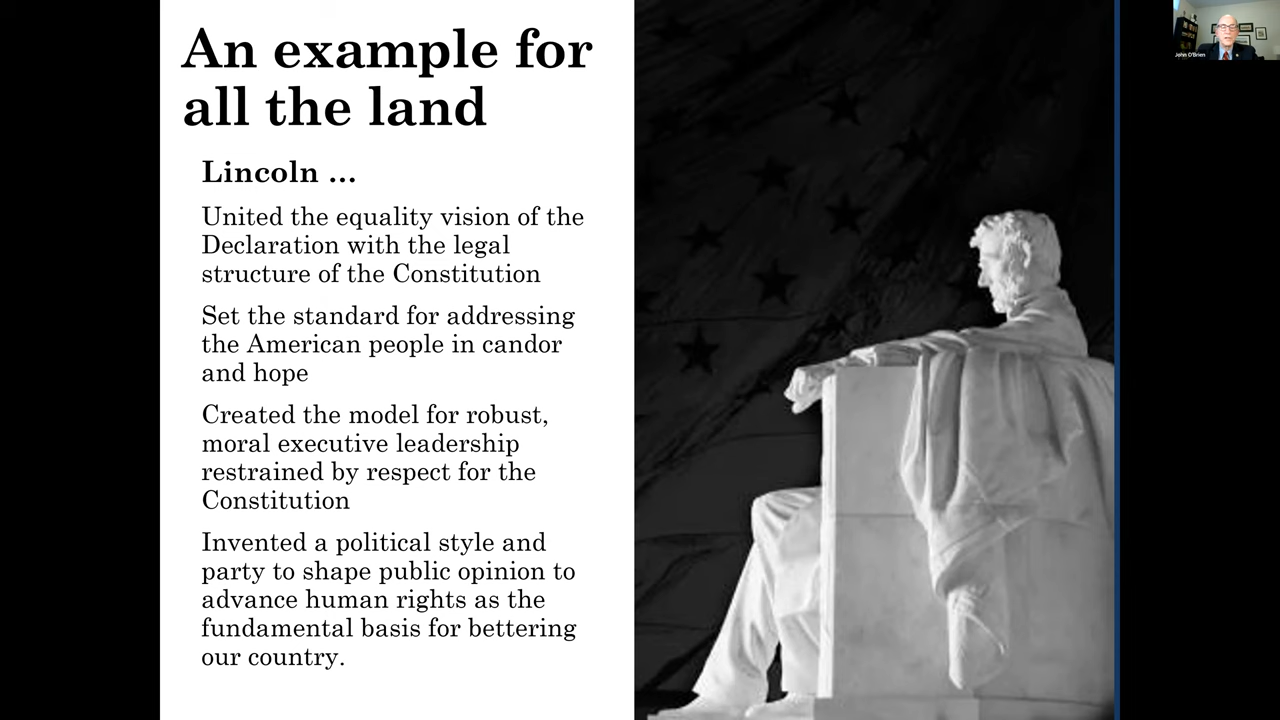 An example for
all the land
Lincoln ...
United the equality vision of the
Declaration with the legal
structure of the Constitution
Set the standard for addressing
the American people in candor
and hope
Created the model for robust,
moral executive leadership
restrained by respect for the
Constitution
Invented a political style and
party to shape public opinion to
advance human rights as the
fundamental basis for bettering
our country.
John O'Brien